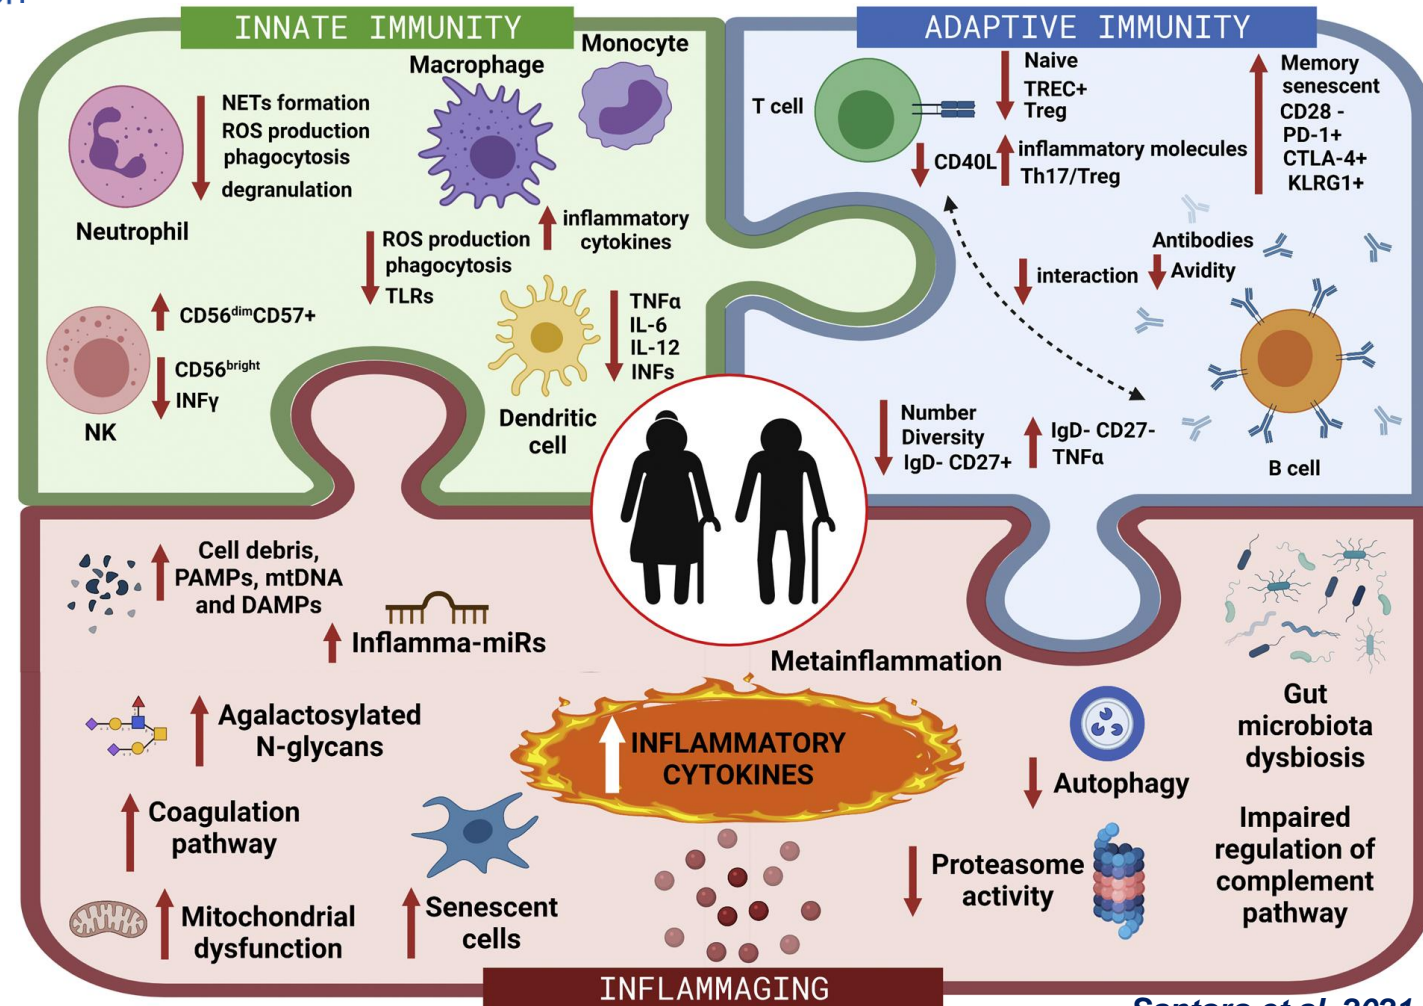 INNATE IMMUNITY
Neutrophil
NETs formation
ROS production
phagocytosis
degranulation
Macrophage
Monocyte
ROS production
phagocytosis
TLRs
inflammatory
cytokines
NK
CD56dimCD57+
CD56bright
INFγ
Dendritic
cell
TNFα
IL-6
IL-12
INFs
ADAPTIVE IMMUNITY
T cell
Naive
TREC+
Treg
CD40L
inflammatory molecules
Th17/Treg
Memory
senescent
CD28 -
PD-1+
CTLA-4+
KLRG1+
interaction
Antibodies
Avidity
Number
Diversity
IgD- CD27+
IgD- CD27-
TNFα
B cell
Cell debris,
PAMPs, mtDNA
and DAMPs
Inflamma-miRs
Agalactosylated
N-glycans
Coagulation
pathway
Mitochondrial
dysfunction
Senescent
cells
Metainflammation
INFLAMMATORY
CYTOKINES
Autophagy
Proteasome
activity
Gut
microbiota
dysbiosis
Impaired
regulation of
complement
pathway
INFLAMMAGING